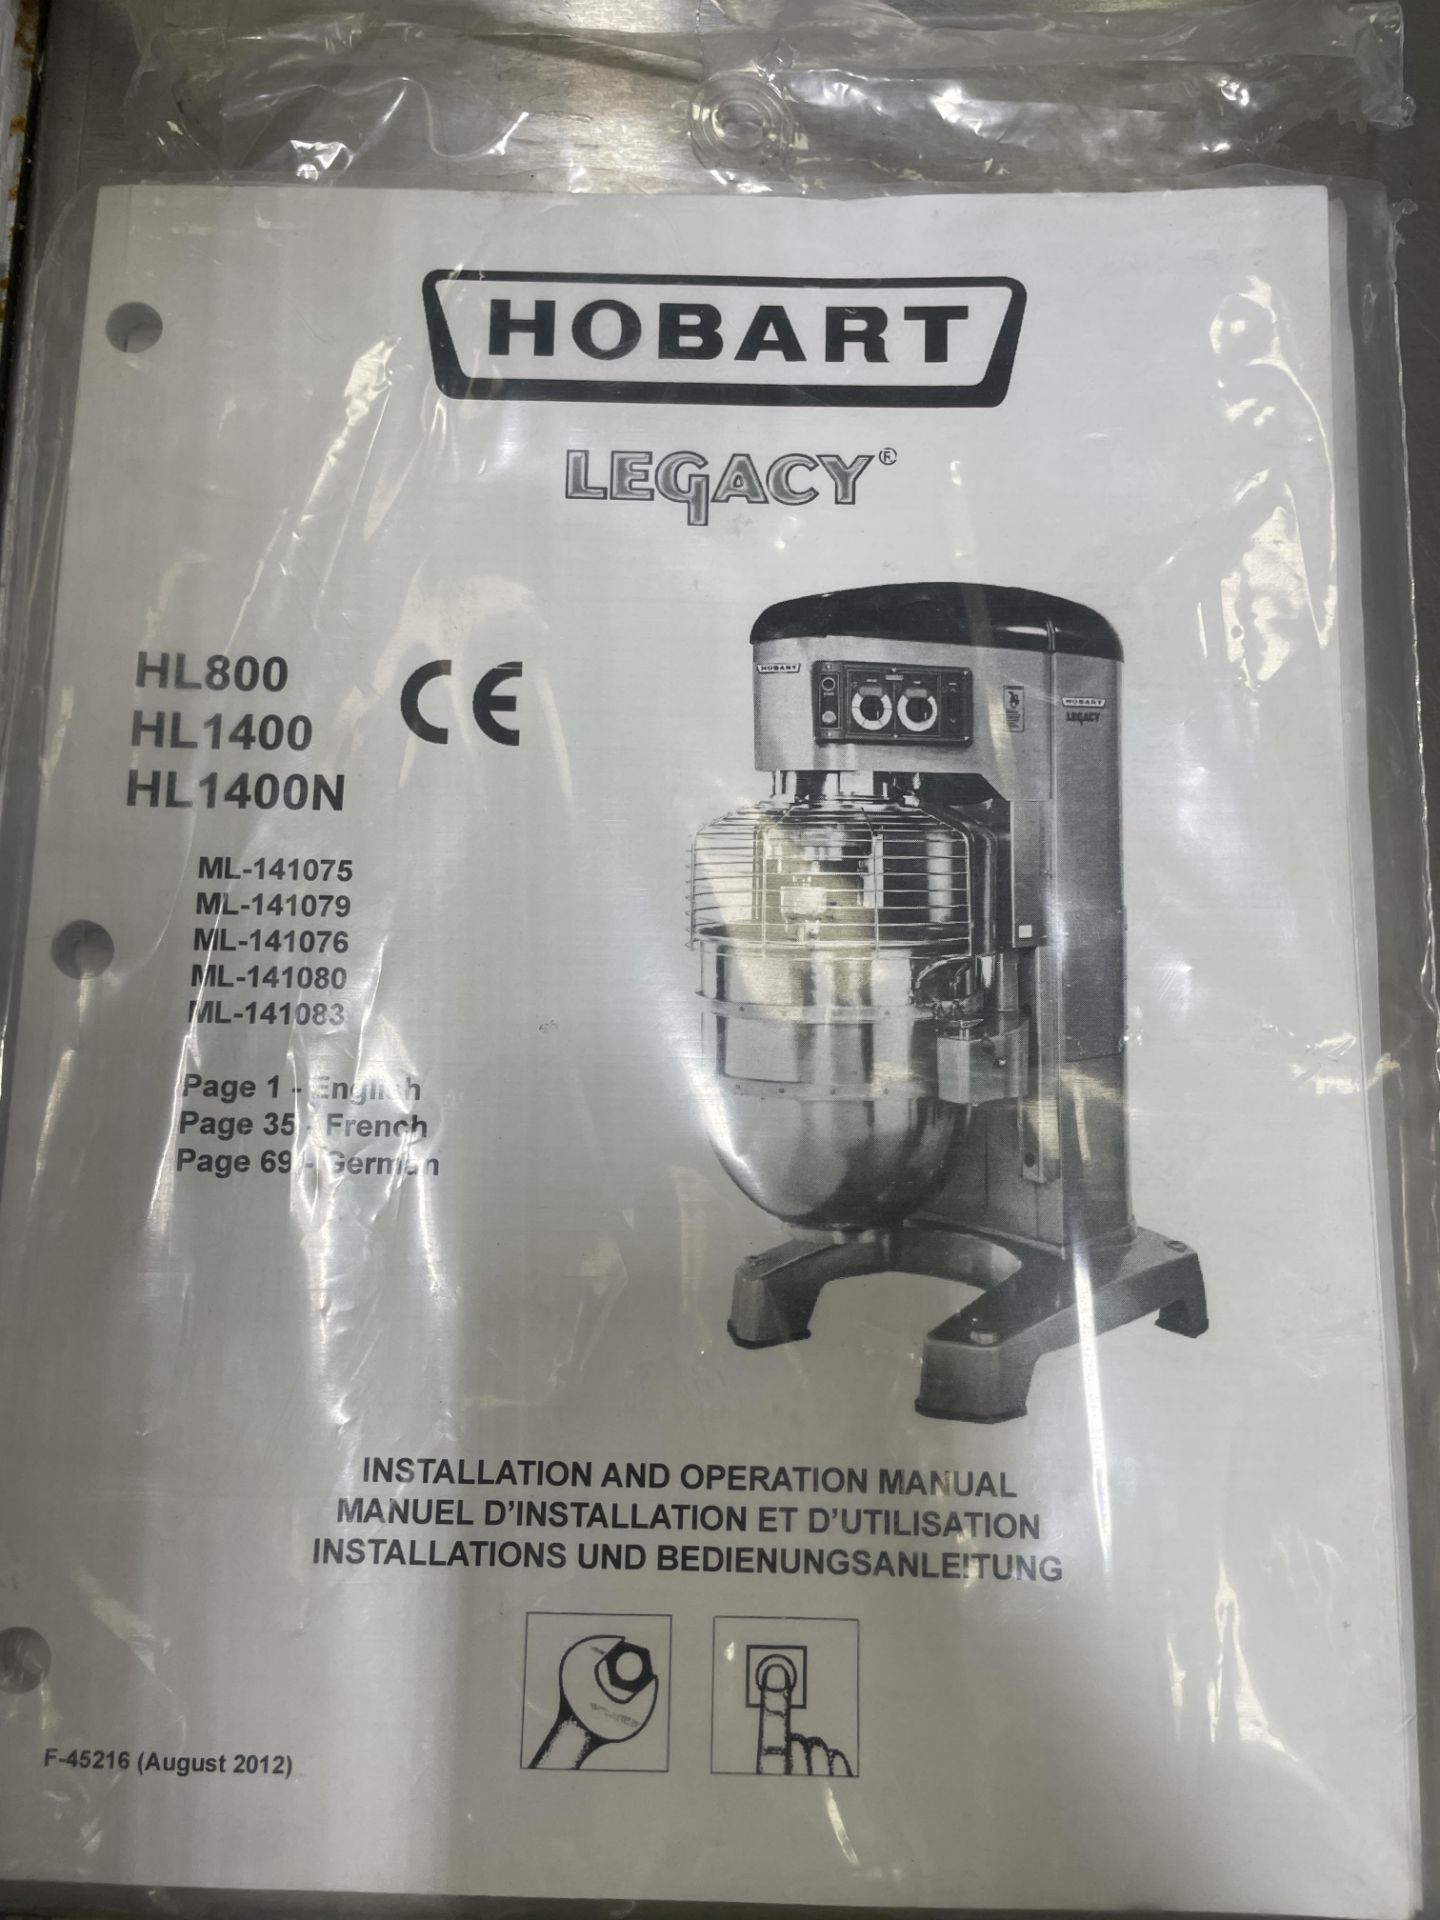 HOBART
LEGACY®
HL800
HL1400
HL1400N
CE
HOBART
HOBART
LEGACY
ML-141075
ML-141079
ML-141076
ML-141080
ML-141083
Page 1 - English
Page 35 - French
Page 69 - German
INSTALLATION AND OPERATION MANUAL
MANUEL D'INSTALLATION ET D'UTILISATION
INSTALLATIONS UND BEDIENUNGSANLEITUNG
F-45216 (August 2012)